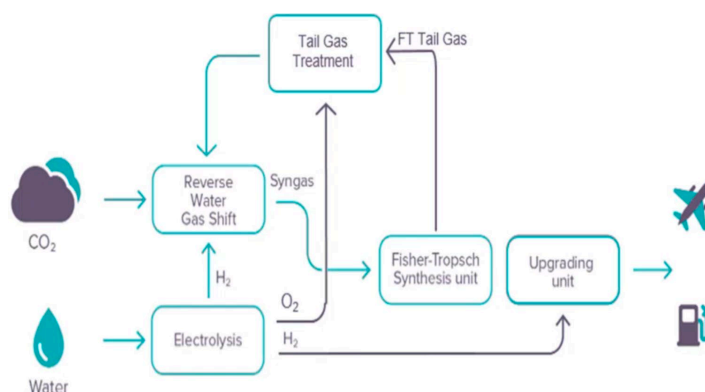 Tail Gas
Treatment
FT Tail Gas
Reverse
Water
Gas Shift
Syngas
CO₂
H₂
Fisher-Tropsch
Synthesis unit
Upgrading
unit
O₂
H₂
Electrolysis
Water